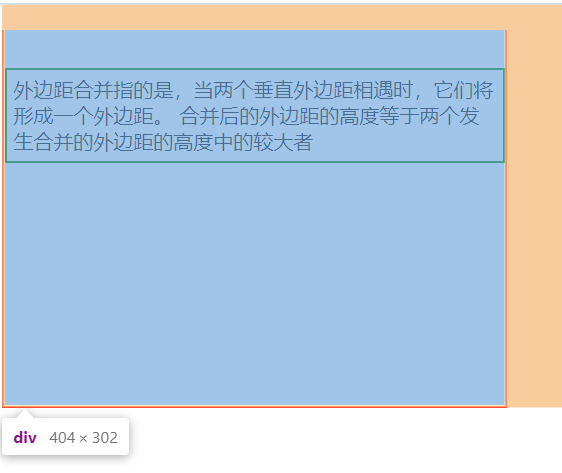 外边距合并指的是，当两个垂直外边距相遇时，它们将
形成一个外边距。 合并后的外边距的高度等于两个发
生合并的外边距的高度中的较大者
div 404 × 302